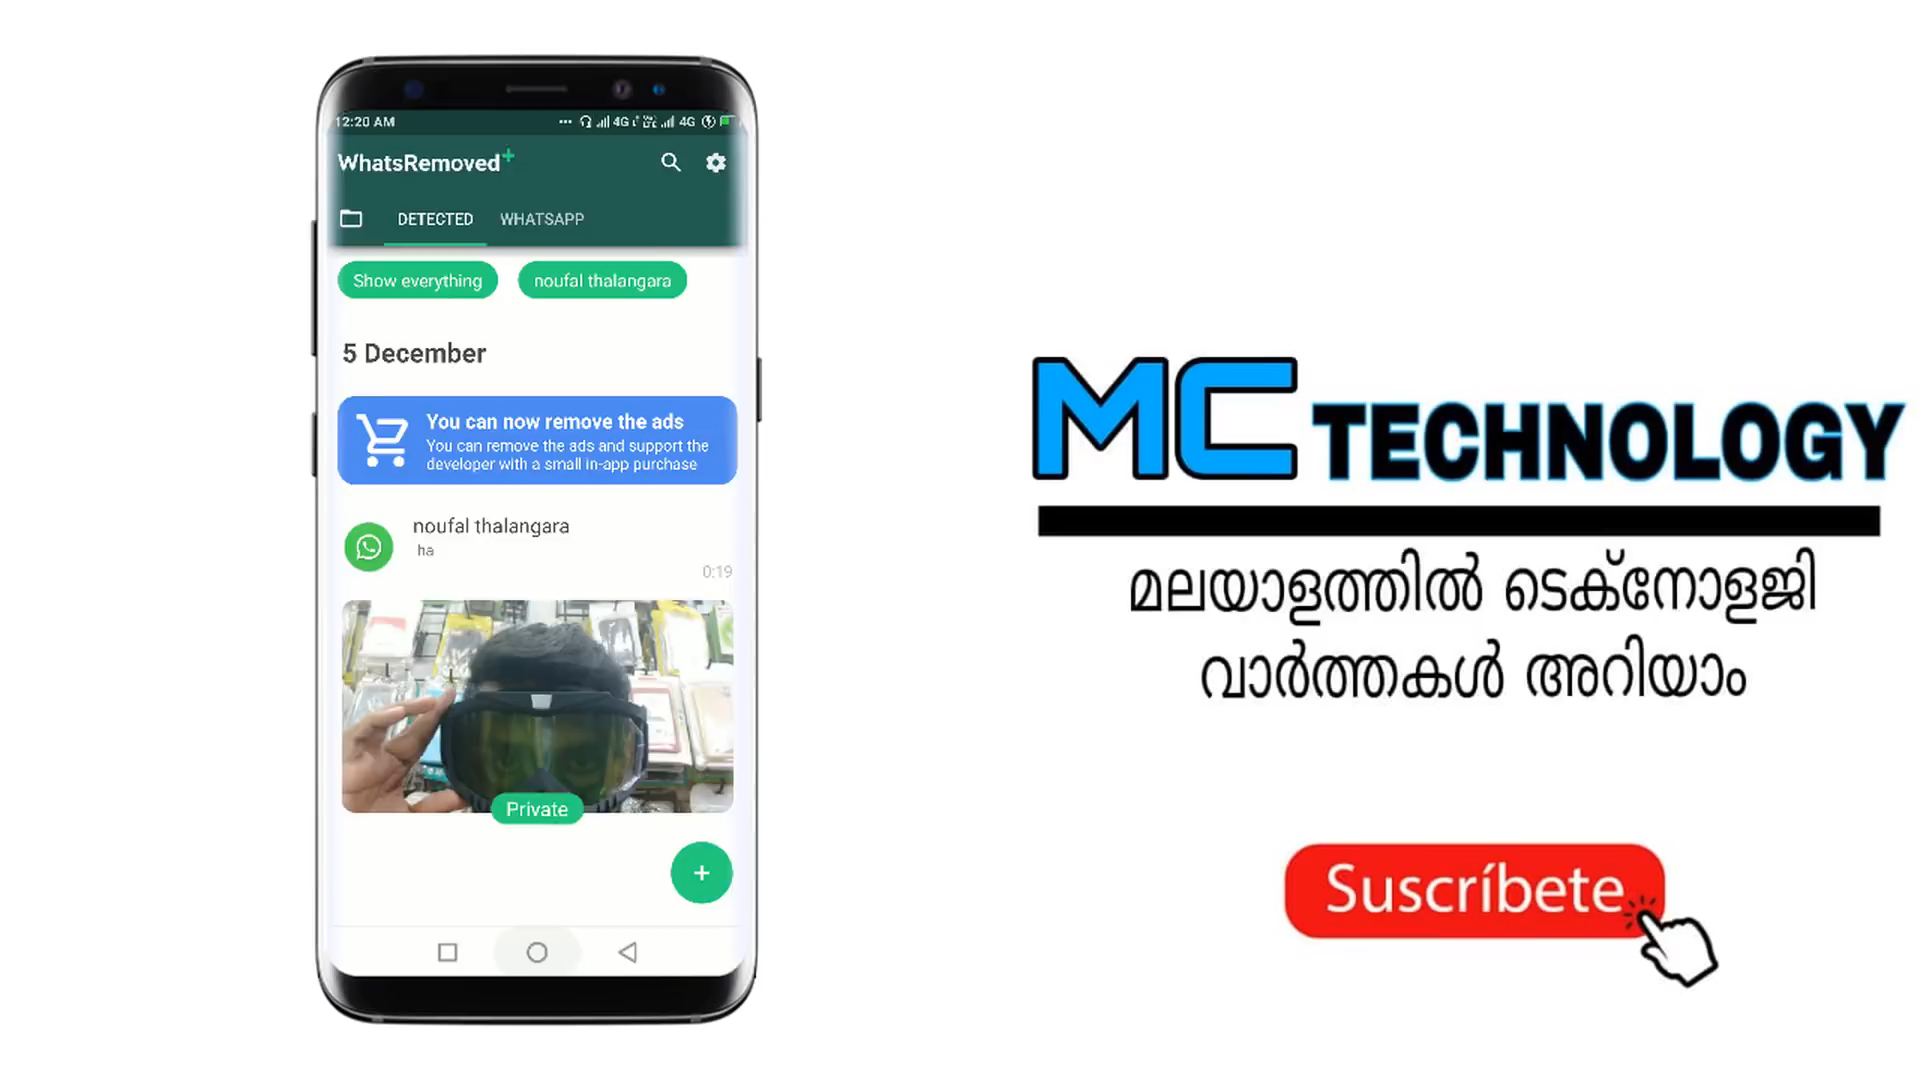 12:20 AM
4G
4G
WhatsRemoved+
DETECTED WHATSAPP
Show everything noufal thalangara
5 December
You can now remove the ads
You can remove the ads and support the
developer with a small in-app purchase
noufal thalangara
ha
0:19
Private
MC TECHNOLOGY
മലയാളത്തിൽ ടെക്നോളജി
വാർത്തകൾ അറിയാം
Suscríbete